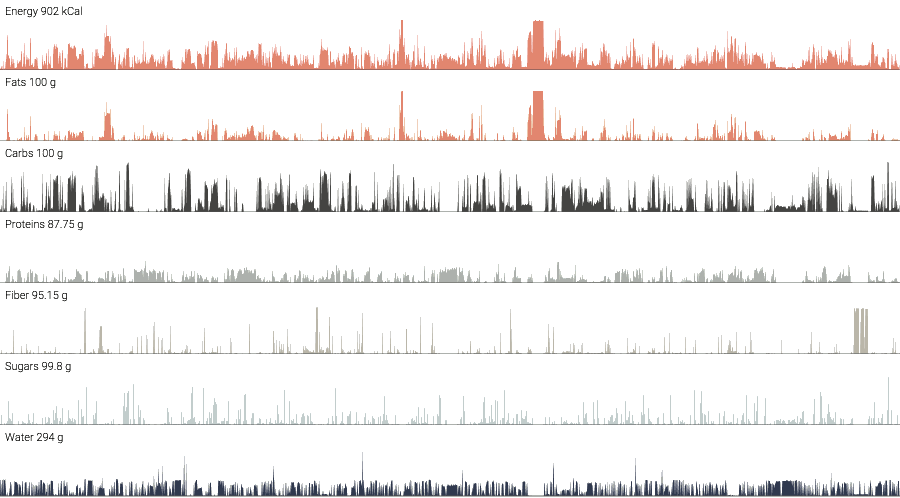 Energy 902 kCal
Fats 100 g
Carbs 100 g
Proteins 87.75 g
Fiber 95.15 g
Sugars 99.8 g
Water 294 g